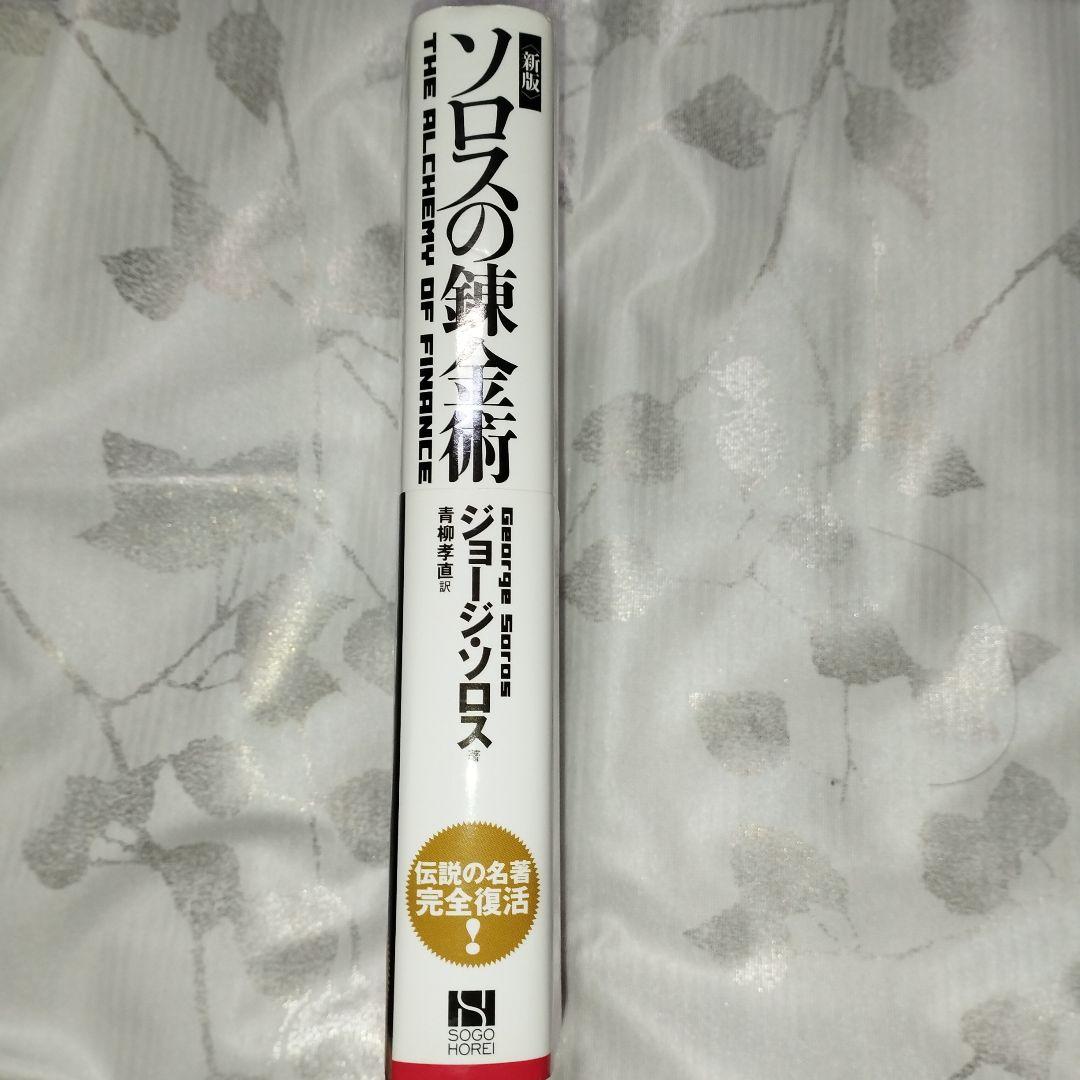 〈新版〉
ソロスの錬金術
THE ALCHEMY OF FINANCE
George Soros
ジョージ・ソロス 著
青柳孝直 訳
伝説の名著
完全復活
!
SOGO
HOREI